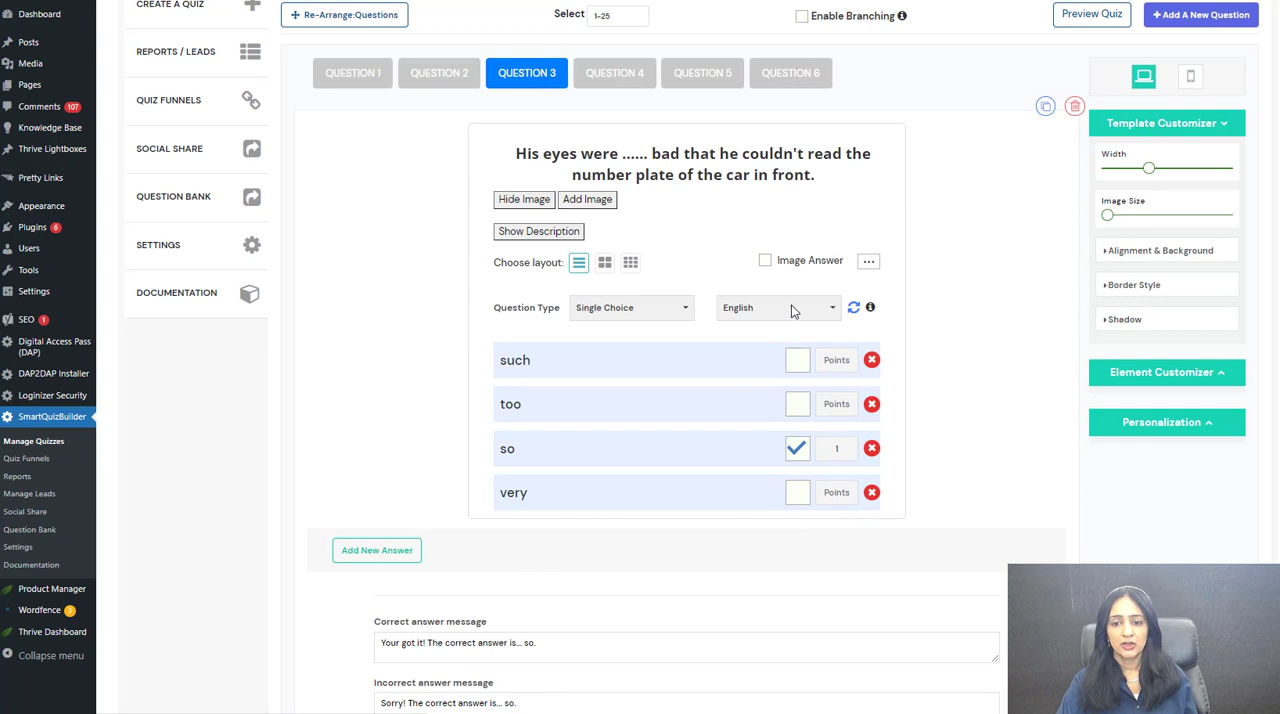 Dashboard
Posts
Media
Pages
Comments 107
Knowledge Base
Thrive Lightboxes
Pretty Links
Appearance
Plugins 6
Users
Tools
Settings
SEO 1
Digital Access Pass
(DAP)
DAP2DAP Installer
Loginizer Security
SmartQuizBuilder
Manage Quizzes
Quiz Funnels
Reports
Manage Leads
Social Share
Question Bank
Settings
Documentation
Product Manager
Wordfence 3
Thrive Dashboard
Collapse menu
CREATE A QUIZ
REPORTS / LEADS
QUIZ FUNNELS
SOCIAL SHARE
QUESTION BANK
SETTINGS
DOCUMENTATION
Re-Arrange:Questions
Select 1-25
Enable Branching
Preview Quiz
+ Add A New Question
QUESTION 1 QUESTION 2 QUESTION 3 QUESTION 4 QUESTION 5 QUESTION 6
His eyes were ...... bad that he couldn't read the
number plate of the car in front.
Hide Image Add Image
Show Description
Choose layout: Image Answer ...
Question Type Single Choice English
such Points
too Points
so 1
very Points
Add New Answer
Correct answer message
Your got it! The correct answer is... so.
Incorrect answer message
Sorry! The correct answer is... so.
Template Customizer
Width
Image Size
Alignment & Background
Border Style
Shadow
Element Customizer
Personalization